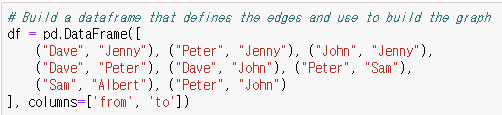 # Build a dataframe that defines the edges and use to build the graph
df = pd.DataFrame([
    ("Dave", "Jenny"), ("Peter", "Jenny"), ("John", "Jenny"),
    ("Dave", "Peter"), ("Dave", "John"), ("Peter", "Sam"),
    ("Sam", "Albert"), ("Peter", "John")
], columns=['from', 'to'])